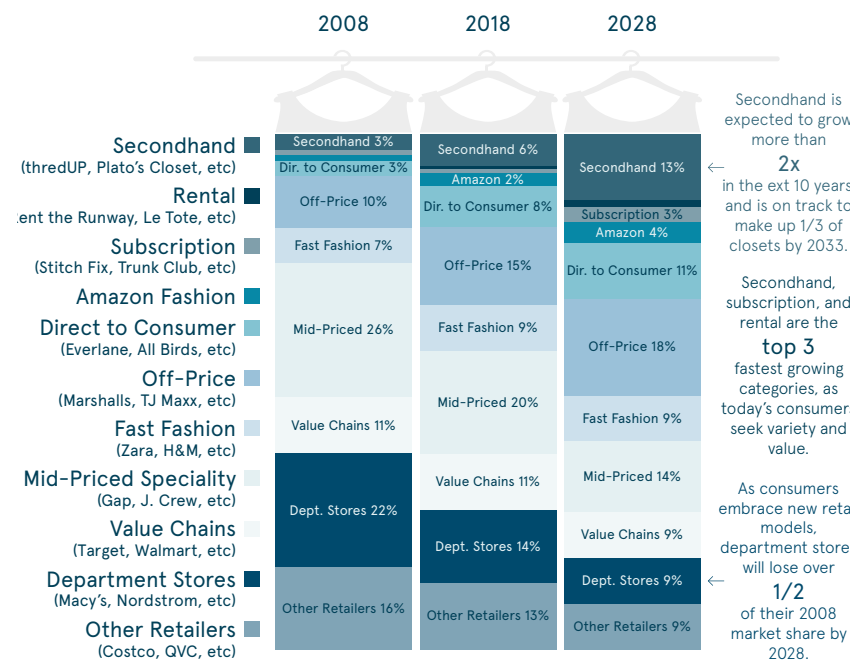 2008
2018
2028
Secondhand
(thredUP, Plato's Closet, etc)
Rental
ent the Runway, Le Tote, etc)
Subscription
(Stitch Fix, Trunk Club, etc)
Amazon Fashion
Direct to Consumer
(Everlane, All Birds, etc)
Off-Price
(Marshalls, TJ Maxx, etc)
Fast Fashion
(Zara, H&M, etc)
Mid-Priced Speciality
(Gap, J. Crew, etc)
Value Chains
(Target, Walmart, etc)
Department Stores
(Macy's, Nordstrom, etc)
Other Retailers
(Costco, QVC, etc)
Secondhand 3%
Dir. to Consumer 3%
Off-Price 10%
Fast Fashion 7%
Mid-Priced 26%
Value Chains 11%
Dept. Stores 22%
Other Retailers 16%
Secondhand 6%
Amazon 2%
Dir. to Consumer 8%
Off-Price 15%
Fast Fashion 9%
Mid-Priced 20%
Value Chains 11%
Dept. Stores 14%
Other Retailers 13%
Secondhand 13%
Subscription 3%
Amazon 4%
Dir. to Consumer 11%
Off-Price 18%
Fast Fashion 9%
Mid-Priced 14%
Value Chains 9%
Dept. Stores 9%
Other Retailers 9%
Secondhand is
expected to grow
more than
2x
in the ext 10 years
and is on track to
make up 1/3 of
closets by 2033.
Secondhand,
subscription, and
rental are the
top 3
fastest growing
categories, as
today's consumer
seek variety and
value.
As consumers
embrace new reta
models,
department store
will lose over
1/2
of their 2008
market share by
2028.